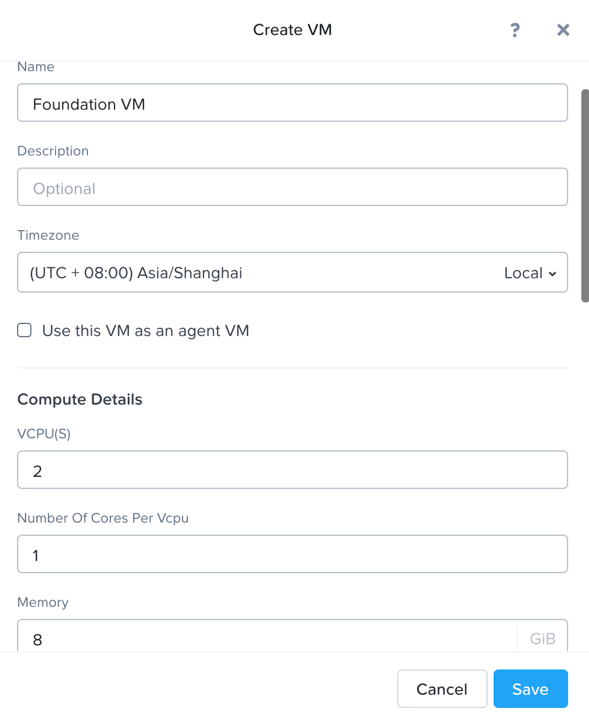 Create VM
?
Name
Foundation VM
Description
Optional
Timezone
(UTC + 08:00) Asia/Shanghai Local
Use this VM as an agent VM
Compute Details
VCPU(S)
2
Number Of Cores Per Vcpu
1
Memory
8 GiB
Cancel Save